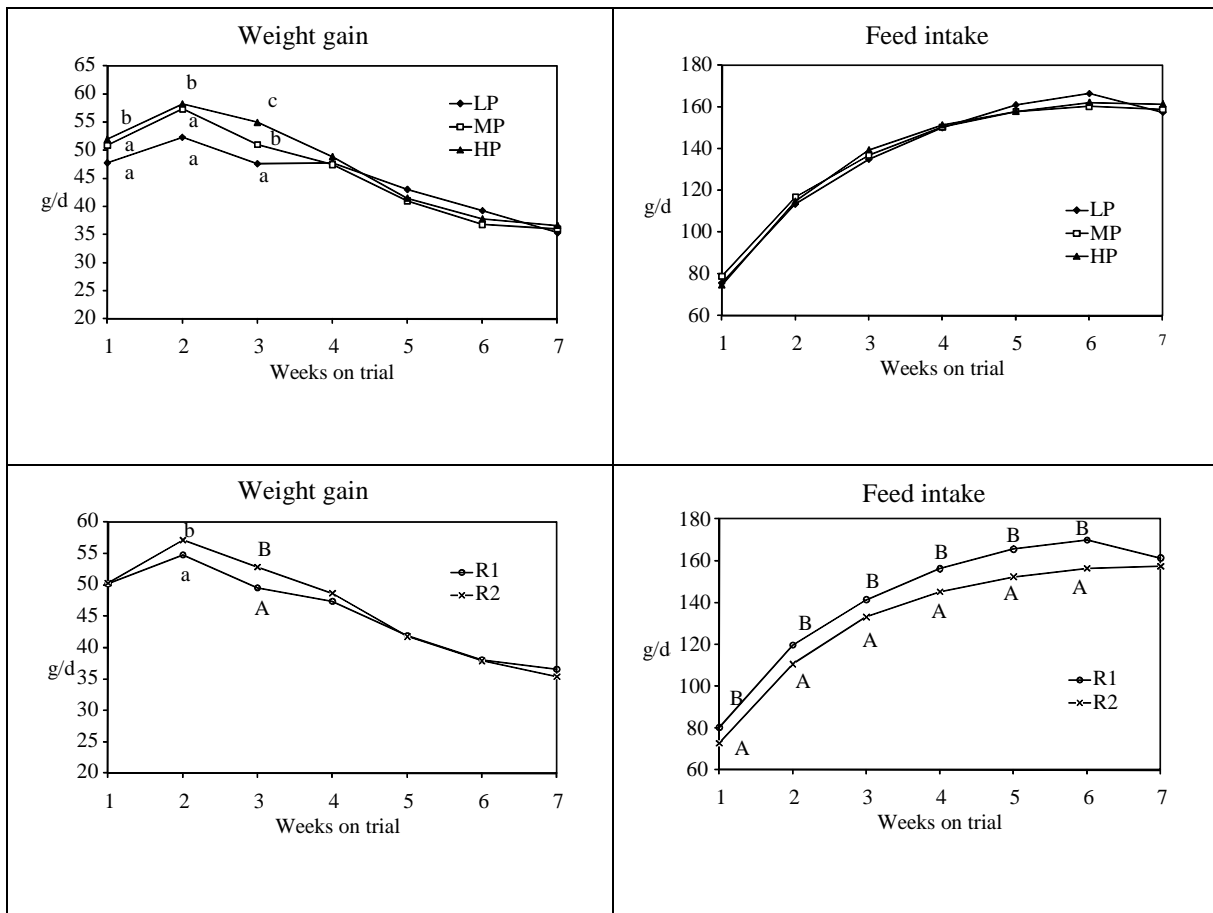 Weight gain
65
60
55
50
45
g/d
40
35
30
25
20
b
b
c
a
a
b
a
a
a
LP
MP
HP
1 2 3 4 5 6 7
Weeks on trial
Feed intake
180
160
140
120
g/d
100
80
60
LP
MP
HP
1 2 3 4 5 6 7
Weeks on trial
Weight gain
60
55
50
45
40
g/d
35
30
25
20
b
B
a
A
R1
R2
1 2 3 4 5 6 7
Weeks on trial
Feed intake
180
160
140
120
g/d
100
80
60
B B B B B B
A A A A A A
R1
R2
1 2 3 4 5 6 7
Weeks on trial